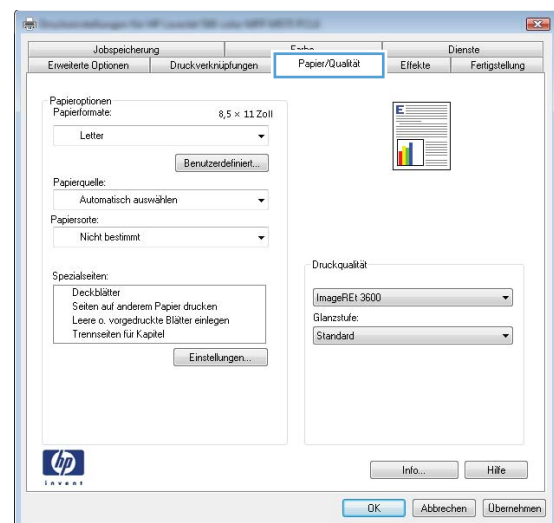 Jobspeicherung Farbe Dienste
Erweiterte Optionen Druckverknüpfungen Papier/Qualität Effekte Fertigstellung
Papieroptionen
Papierformate: 8,5 × 11 Zoll
Letter
Benutzerdefiniert...
Papierquelle:
Automatisch auswählen
Papiersorte:
Nicht bestimmt
Spezialseiten:
Deckblätter
Seiten auf anderem Papier drucken
Leere o. vorgedruckte Blätter einlegen
Trennseiten für Kapitel
Einstellungen...
E
Druckqualität
ImageREt 3600
Glanzstufe:
Standard
hp
invent
Info... Hilfe
OK Abbrechen Übernehmen